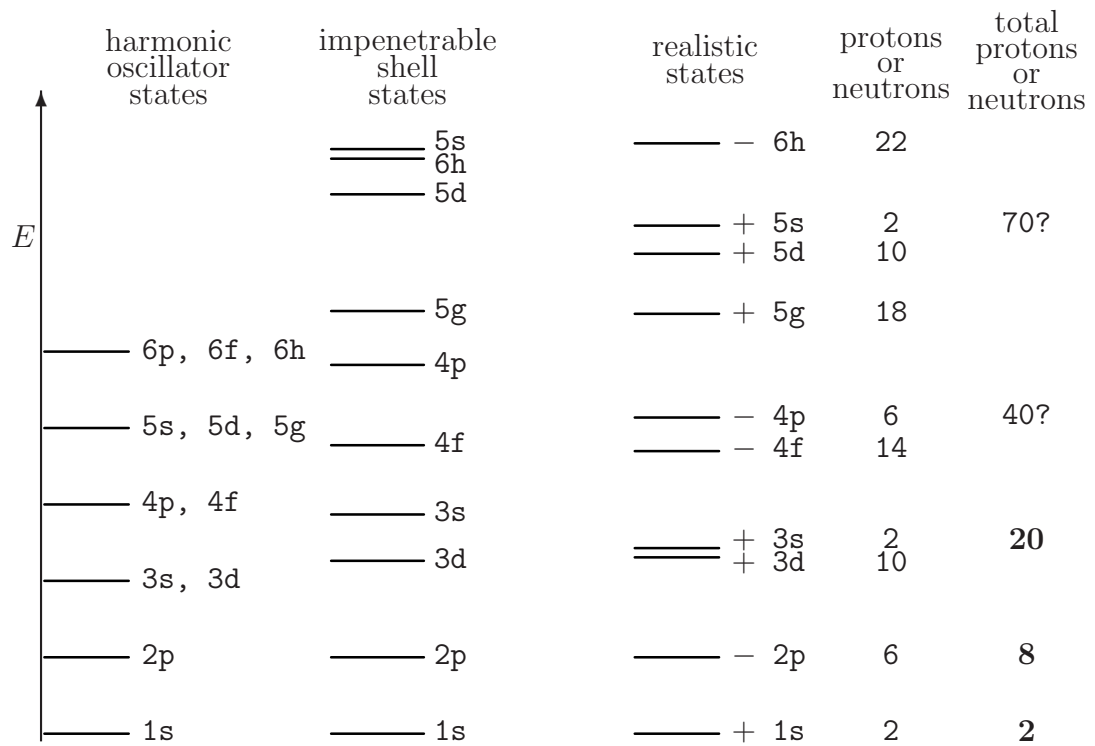 harmonic oscillator states
impenetrable shell states
realistic states
protons or neutrons
total protons or neutrons
E
6p, 6f, 6h
5s, 5d, 5g
4p, 4f
3s, 3d
2p
1s
5s
6h
5d
5g
4p
4f
3s
3d
2p
1s
− 6h 22
+ 5s 2 70?
+ 5d 10
+ 5g 18
− 4p 6 40?
− 4f 14
+ 3s 2 20
+ 3d 10
− 2p 6 8
+ 1s 2 2